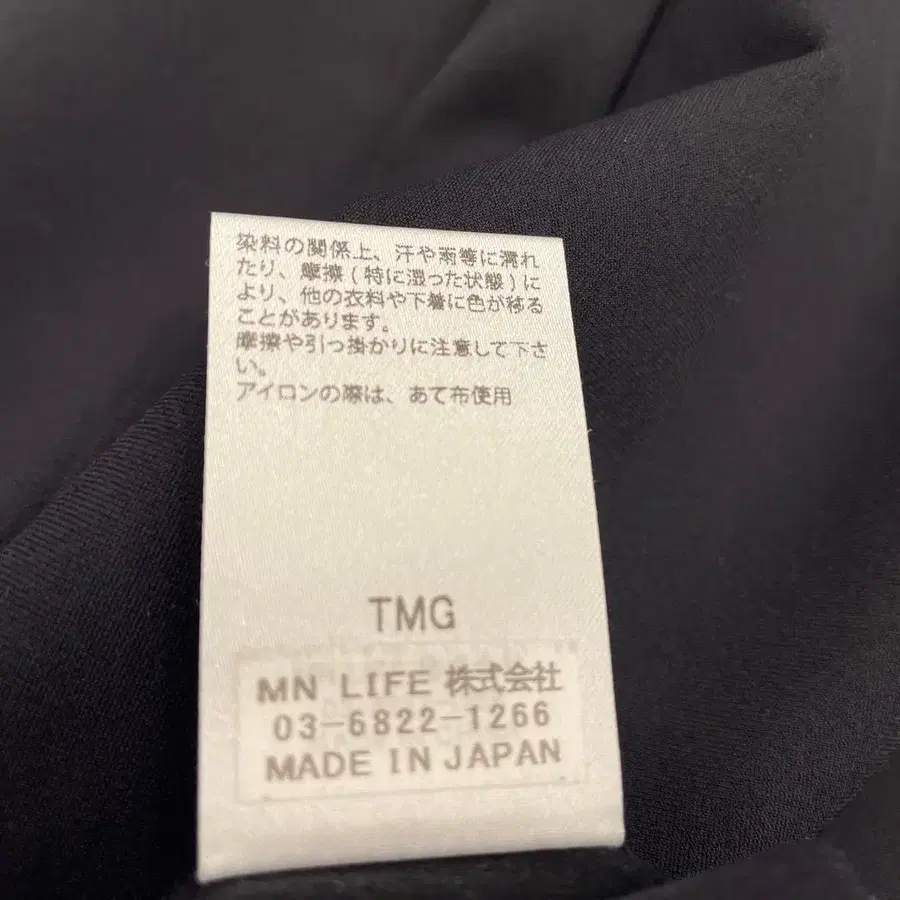 染料の関係上、汗や雨等に濡れ
たり、摩擦(特に湿った状態)に
より、他の衣料や下着に色が移る
ことがあります。
摩擦や引っ掛かりに注意して下さ
い。
アイロンの際は、あて布使用
TMG
MN LIFE 株式会社
03-6822-1266
MADE IN JAPAN